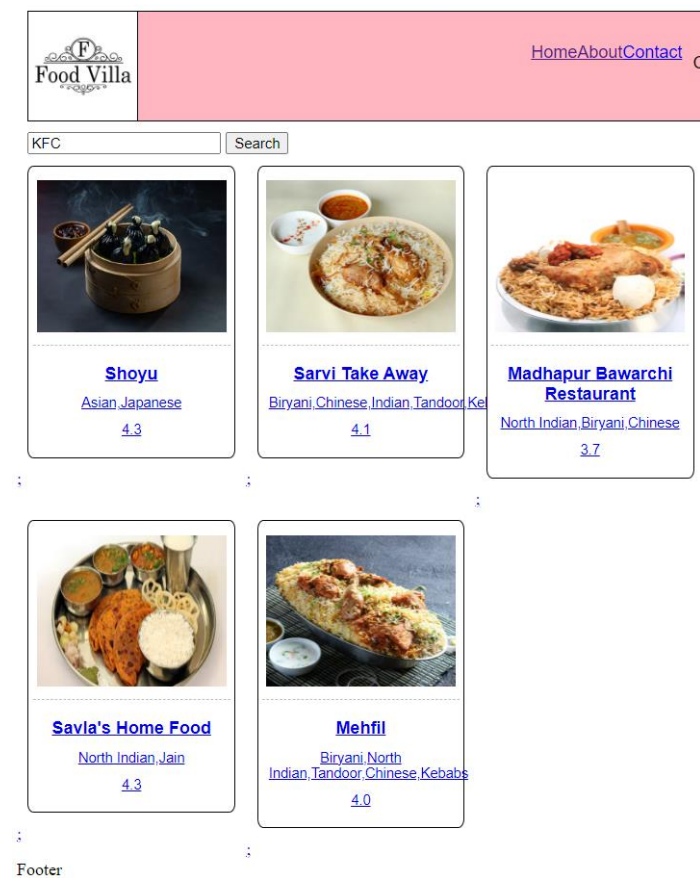 F
Food Villa
HomeAboutContact
KFC
Search
Shoyu
Asian,Japanese
4.3
;
Sarvi Take Away
Biryani,Chinese,Indian,Tandoor,Keb
4.1
;
Madhapur Bawarchi
Restaurant
North Indian,Biryani,Chinese
3.7
;
Savla's Home Food
North Indian,Jain
4.3
;
Mehfil
Biryani,North
Indian,Tandoor,Chinese,Kebabs
4.0
;
Footer